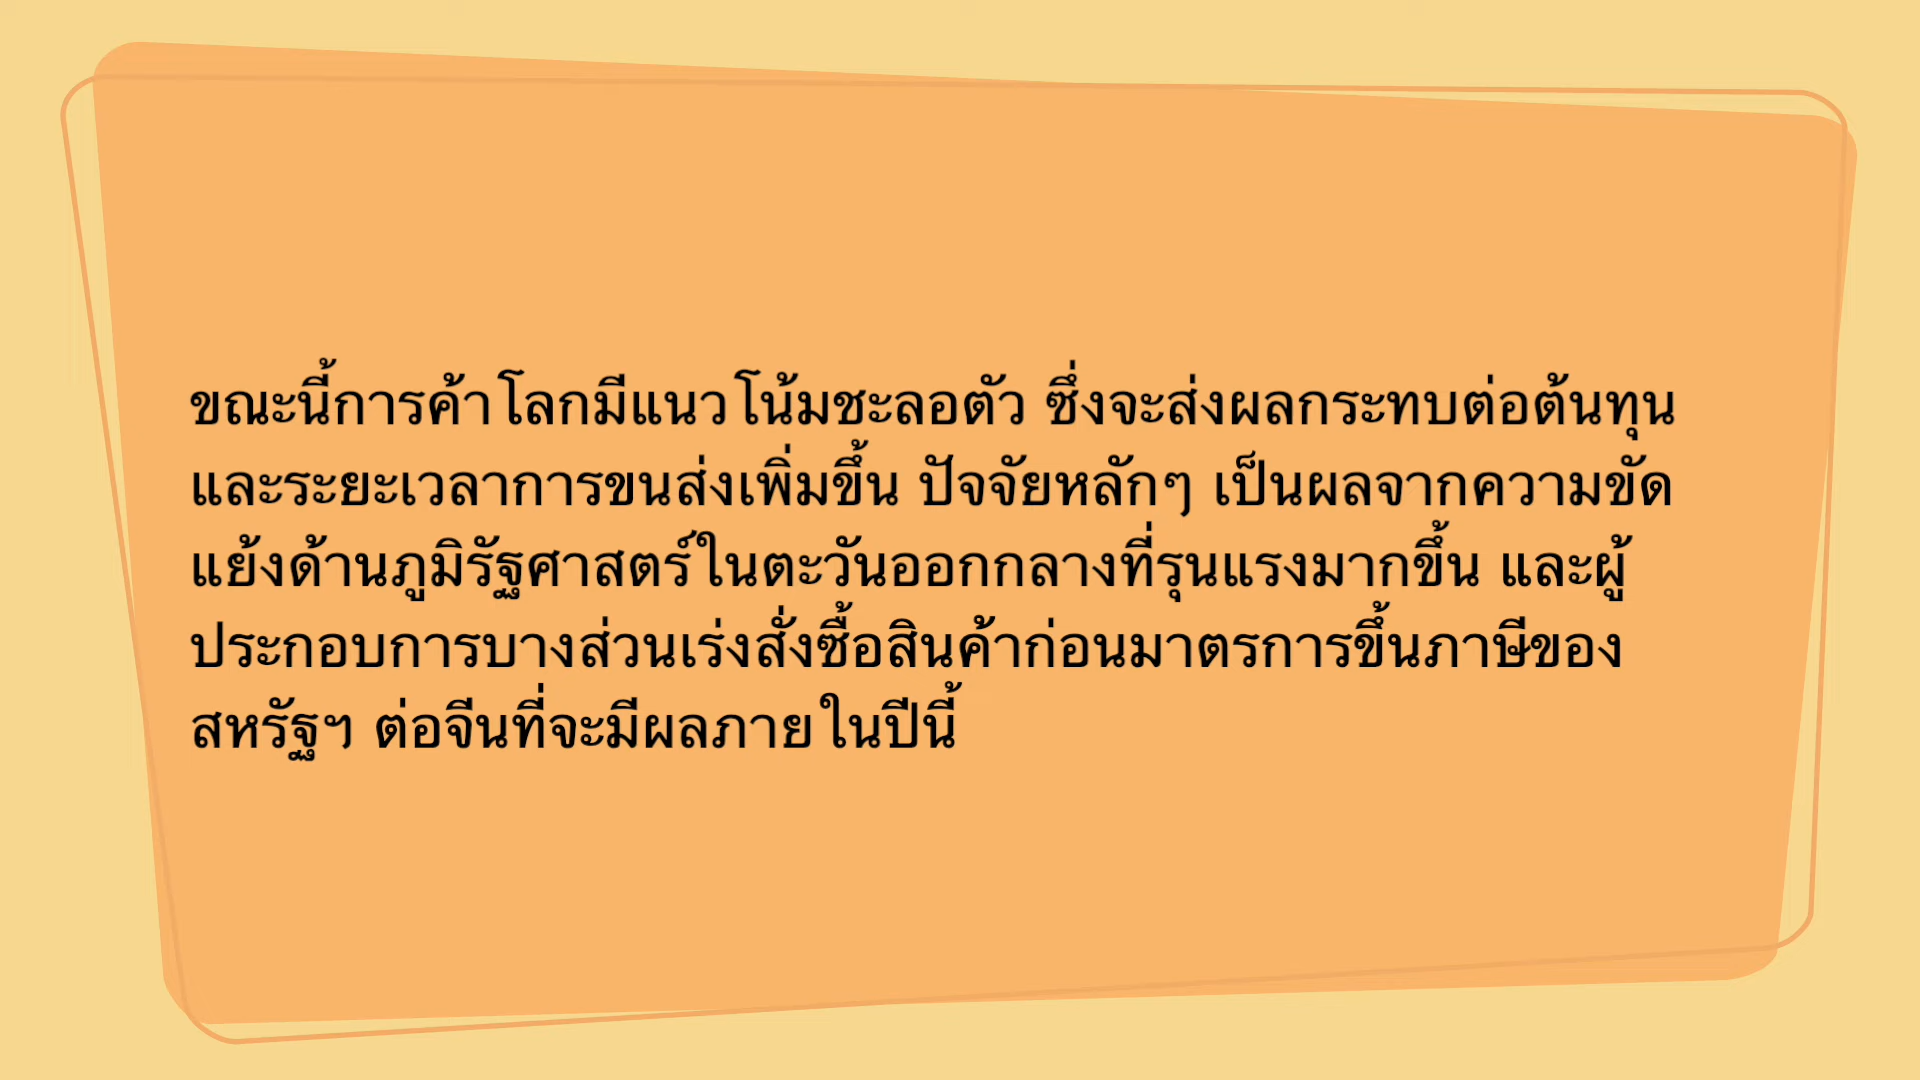 ขณะนี้การค้าโลกมีแนวโน้มชะลอตัว ซึ่งจะส่งผลกระทบต่อต้นทุน
และระยะเวลาการขนส่งเพิ่มขึ้น ปัจจัยหลักๆ เป็นผลจากความขัด
แย้งด้านภูมิรัฐศาสตร์ในตะวันออกกลางที่รุนแรงมากขึ้น และผู้
ประกอบการบางส่วนเร่งสั่งซื้อสินค้าก่อนมาตรการขึ้นภาษีของ
สหรัฐฯ ต่อจีนที่จะมีผลภายในปีนี้